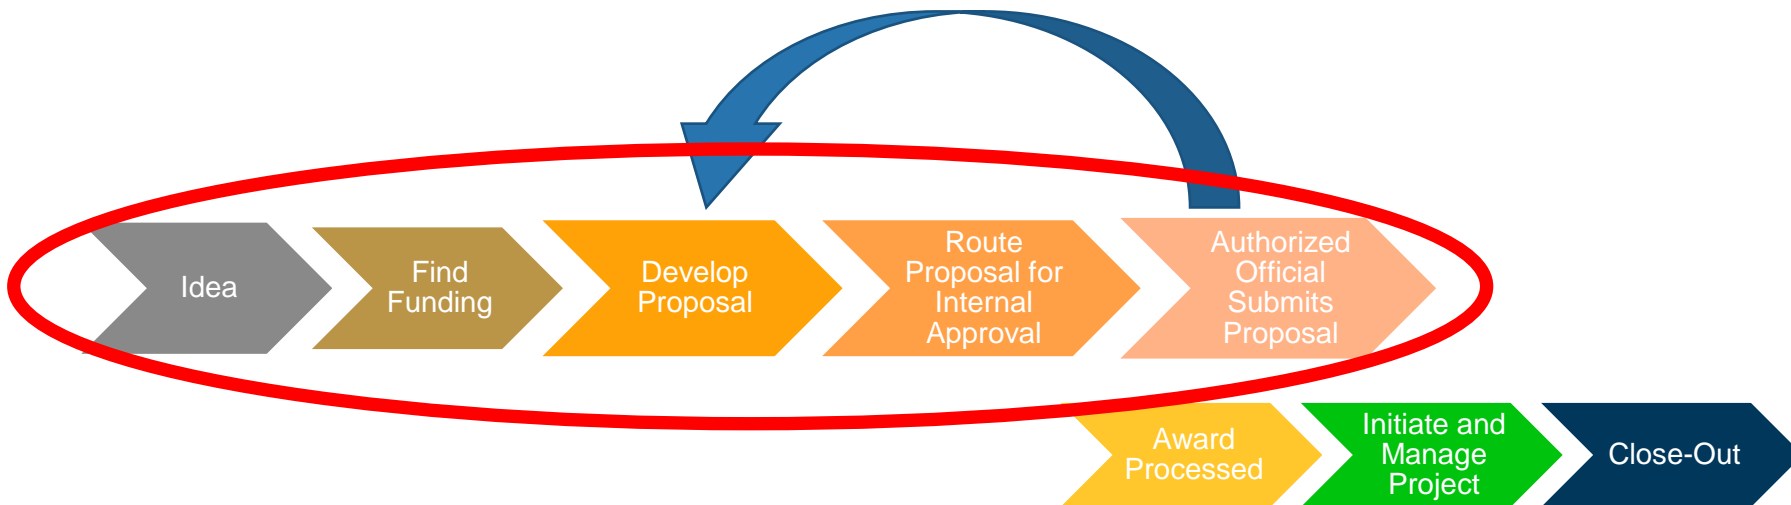 Idea
Find
Funding
Develop
Proposal
Route
Proposal for
Internal
Approval
Authorized
Official
Submits
Proposal
Award
Processed
Initiate and
Manage
Project
Close-Out